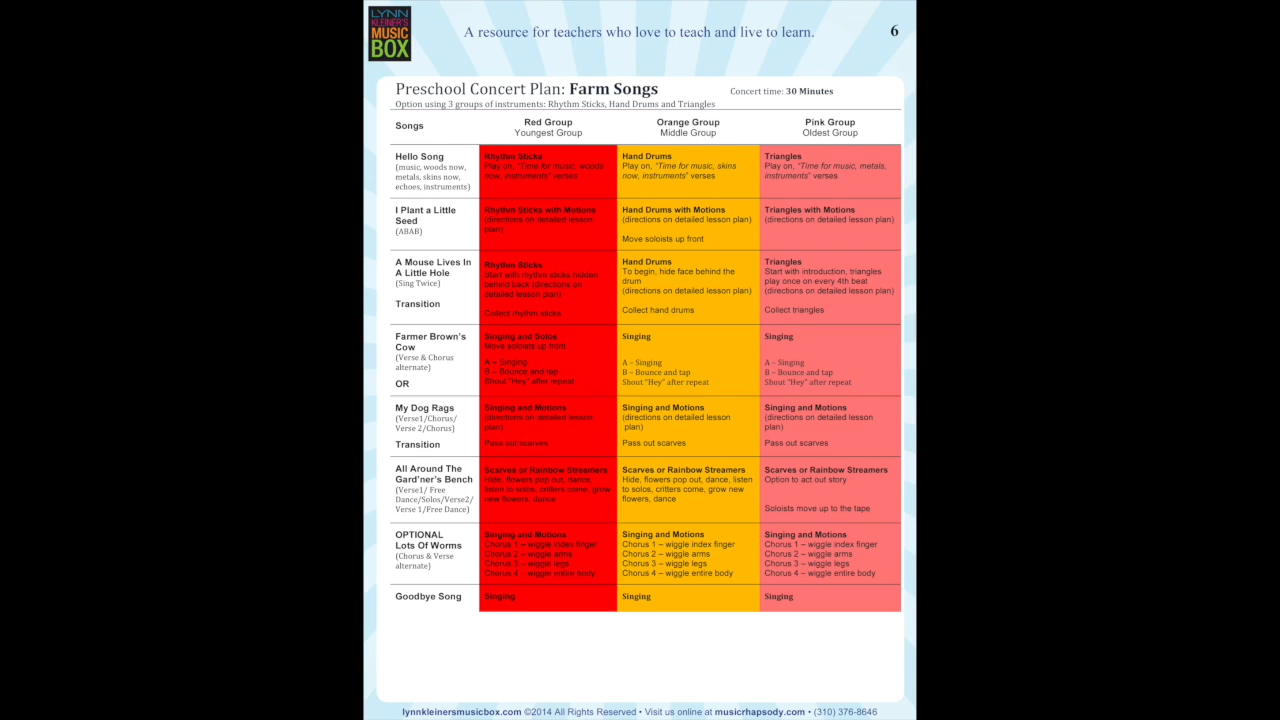 LYNN
KLEINER'S
MUSIC
BOX
A resource for teachers who love to teach and live to learn.
6
Preschool Concert Plan: Farm Songs
Concert time: 30 Minutes
Option using 3 groups of instruments: Rhythm Sticks, Hand Drums and Triangles
Songs
Red Group
Youngest Group
Orange Group
Middle Group
Pink Group
Oldest Group
Hello Song
(music, woods now,
metals, skins now,
echoes, instruments)
Rhythm Sticks
Play on, "Time for music, woods
now, instruments" verses
Hand Drums
Play on, "Time for music, skins
now, instruments" verses
Triangles
Play on, "Time for music, metals,
instruments" verses
I Plant a Little
Seed
(ABAB)
Rhythm Sticks with Motions
(directions on detailed lesson
plan)
Hand Drums with Motions
(directions on detailed lesson plan)
Move soloists up front
Triangles with Motions
(directions on detailed lesson plan)
A Mouse Lives In
A Little Hole
(Sing Twice)
Transition
Rhythm Sticks
Start with rhythm sticks hidden
behind back (directions on
detailed lesson plan)
Collect rhythm sticks
Hand Drums
To begin, hide face behind the
drum
(directions on detailed lesson plan)
Collect hand drums
Triangles
Start with introduction, triangles
play once on every 4th beat
(directions on detailed lesson plan)
Collect triangles
Farmer Brown's
Cow
(Verse & Chorus
alternate)
OR
Singing and Solos
Move soloists up front
A – Singing
B – Bounce and tap
Shout "Hey" after repeat
Singing
A – Singing
B – Bounce and tap
Shout "Hey" after repeat
Singing
A – Singing
B – Bounce and tap
Shout "Hey" after repeat
My Dog Rags
(Verse1/Chorus/
Verse 2/Chorus)
Transition
Singing and Motions
(directions on detailed lesson
plan)
Pass out scarves
Singing and Motions
(directions on detailed lesson
plan)
Pass out scarves
Singing and Motions
(directions on detailed lesson
plan)
Pass out scarves
All Around The
Gard'ner's Bench
(Verse1/ Free
Dance/Solos/Verse2/
Verse 1/Free Dance)
Scarves or Rainbow Streamers
Hide, flowers pop out, dance,
listen to solos, critters come, grow
new flowers, dance
Scarves or Rainbow Streamers
Hide, flowers pop out, dance, listen
to solos, critters come, grow new
flowers, dance
Scarves or Rainbow Streamers
Option to act out story
Soloists move up to the tape
OPTIONAL
Lots Of Worms
(Chorus & Verse
alternate)
Singing and Motions
Chorus 1 – wiggle index finger
Chorus 2 – wiggle arms
Chorus 3 – wiggle legs
Chorus 4 – wiggle entire body
Singing and Motions
Chorus 1 – wiggle index finger
Chorus 2 – wiggle arms
Chorus 3 – wiggle legs
Chorus 4 – wiggle entire body
Singing and Motions
Chorus 1 – wiggle index finger
Chorus 2 – wiggle arms
Chorus 3 – wiggle legs
Chorus 4 – wiggle entire body
Goodbye Song
Singing
Singing
Singing
lynnkleinersmusicbox.com ©2014 All Rights Reserved • Visit us online at musicrhapsody.com • (310) 376-8646